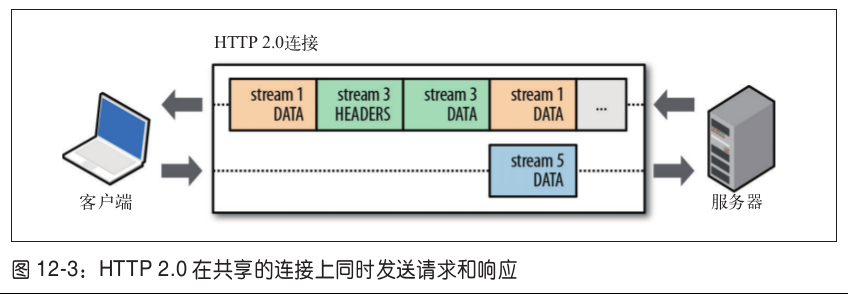 HTTP 2.0连接
stream 1 DATA
stream 3 HEADERS
stream 3 DATA
stream 1 DATA
...
stream 5 DATA
客户端
服务器
图 12-3：HTTP 2.0 在共享的连接上同时发送请求和响应